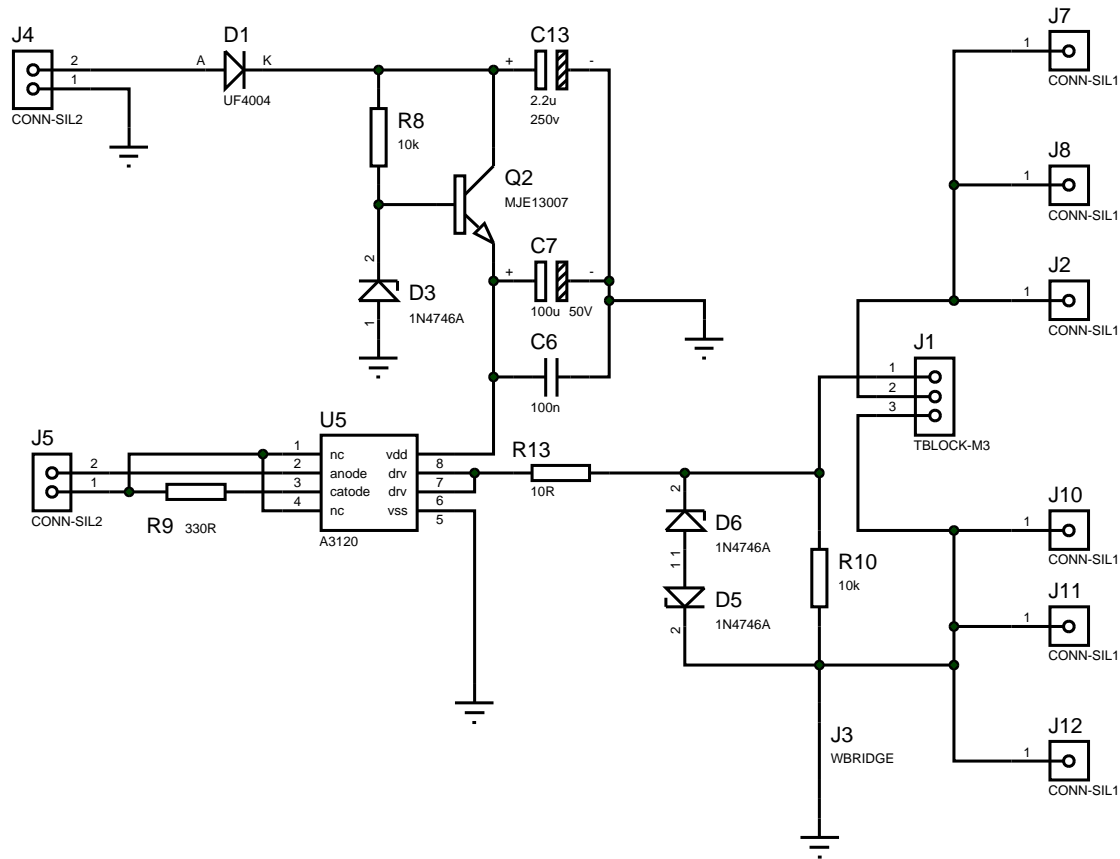 J4
2
1
CONN-SIL2
D1
A
K
UF4004
C13
+
-
2.2u
250v
R8
10k
Q2
MJE13007
C7
+
-
100u 50V
D3
2
1
1N4746A
C6
100n
J7
1
CONN-SIL1
J8
1
CONN-SIL1
J2
1
CONN-SIL1
J1
1
2
3
TBLOCK-M3
J5
2
1
CONN-SIL2
R9 330R
U5
1 nc vdd 8
2 anode drv 7
3 catode drv 6
4 nc vss 5
A3120
R13
10R
D6
2
1
1N4746A
D5
1
2
1N4746A
R10
10k
J10
1
CONN-SIL1
J11
1
CONN-SIL1
J12
1
CONN-SIL1
J3
WBRIDGE